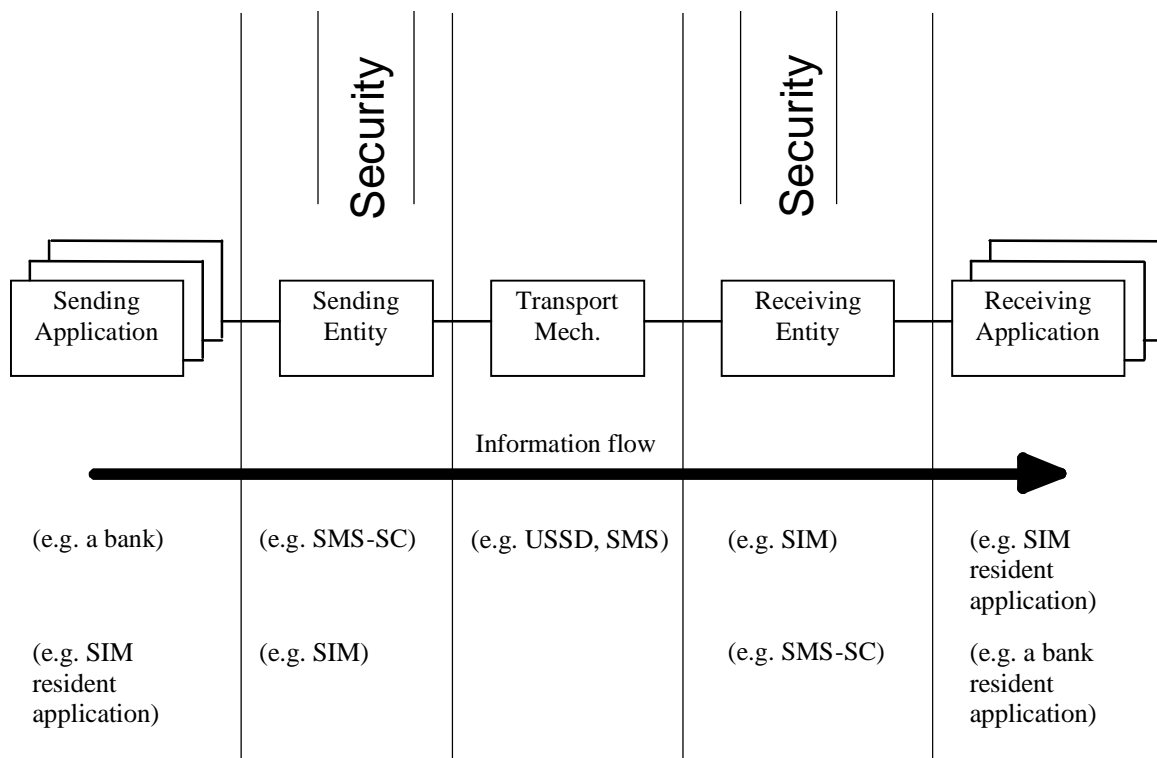 Security
Security
Sending
Application
Sending
Entity
Transport
Mech.
Receiving
Entity
Receiving
Application
Information flow
(e.g. a bank)
(e.g. SMS-SC)
(e.g. USSD, SMS)
(e.g. SIM)
(e.g. SIM
resident
application)
(e.g. SIM
resident
application)
(e.g. SIM)
(e.g. SMS-SC)
(e.g. a bank
resident
application)